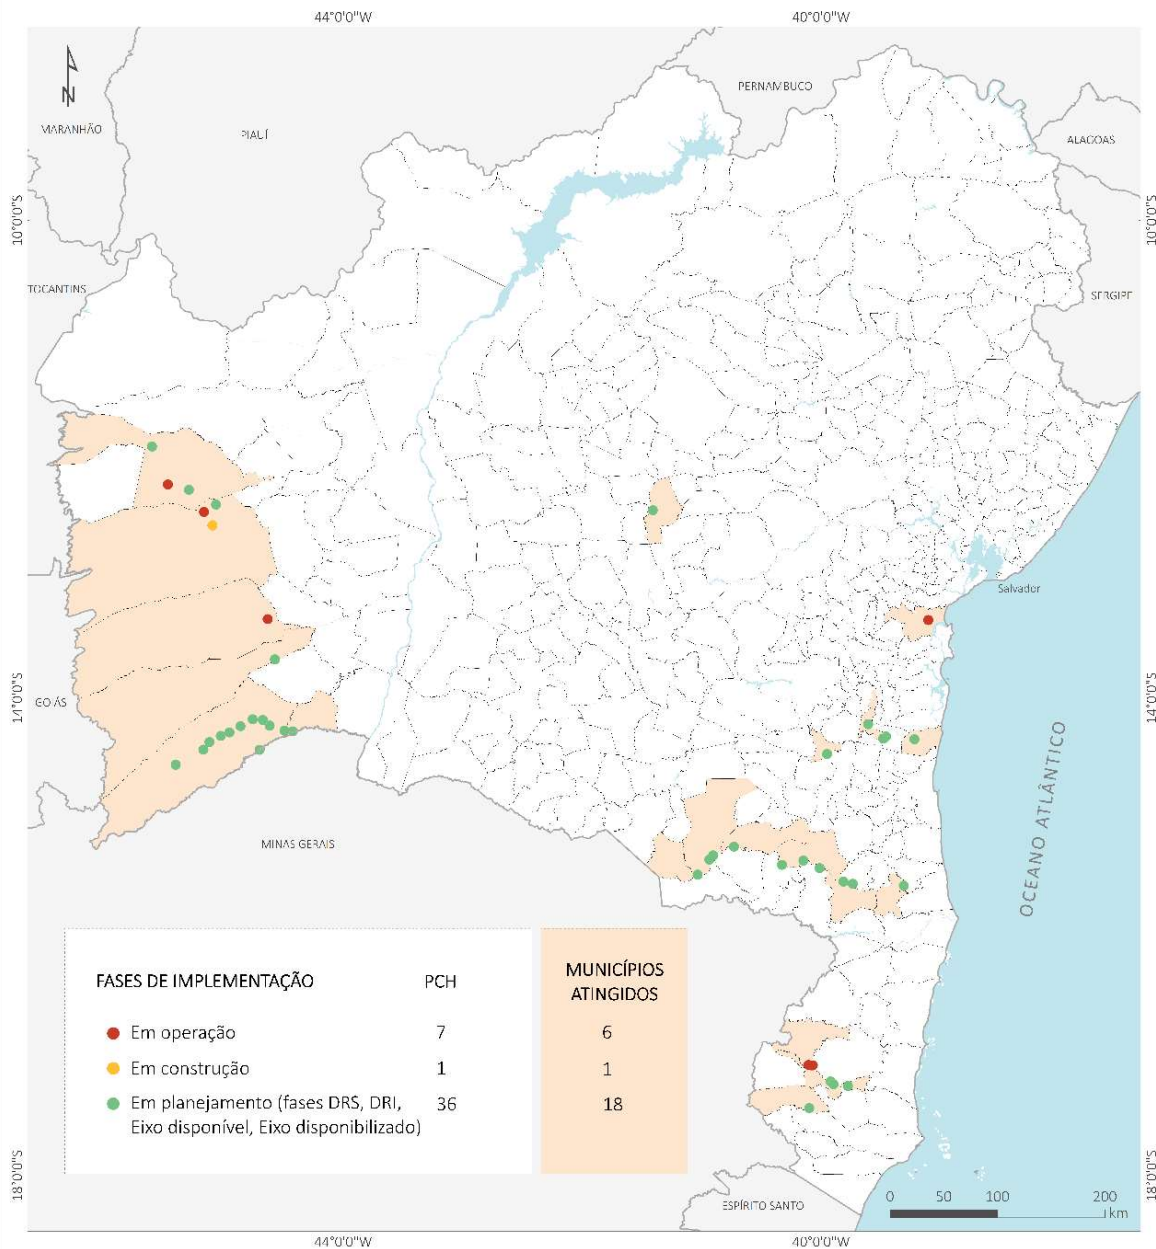 44°0'0"W
40°0'0"W
N
PERNAMBUCO
MARANHÃO
PIAUÍ
ALAGOAS
10°0'0"S
10°0'0"S
TOCANTINS
SERGIPE
Salvador
GOIÁS
14°0'0"S
14°0'0"S
OCEANO ATLÂNTICO
MINAS GERAIS
FASES DE IMPLEMENTAÇÃO PCH MUNICÍPIOS ATINGIDOS
Em operação 7 6
Em construção 1 1
Em planejamento (fases DRS, DRI, 36 18
Eixo disponível, Eixo disponibilizado)
18°0'0"S
18°0'0"S
ESPÍRITO SANTO
0 50 100 200
km
44°0'0"W
40°0'0"W